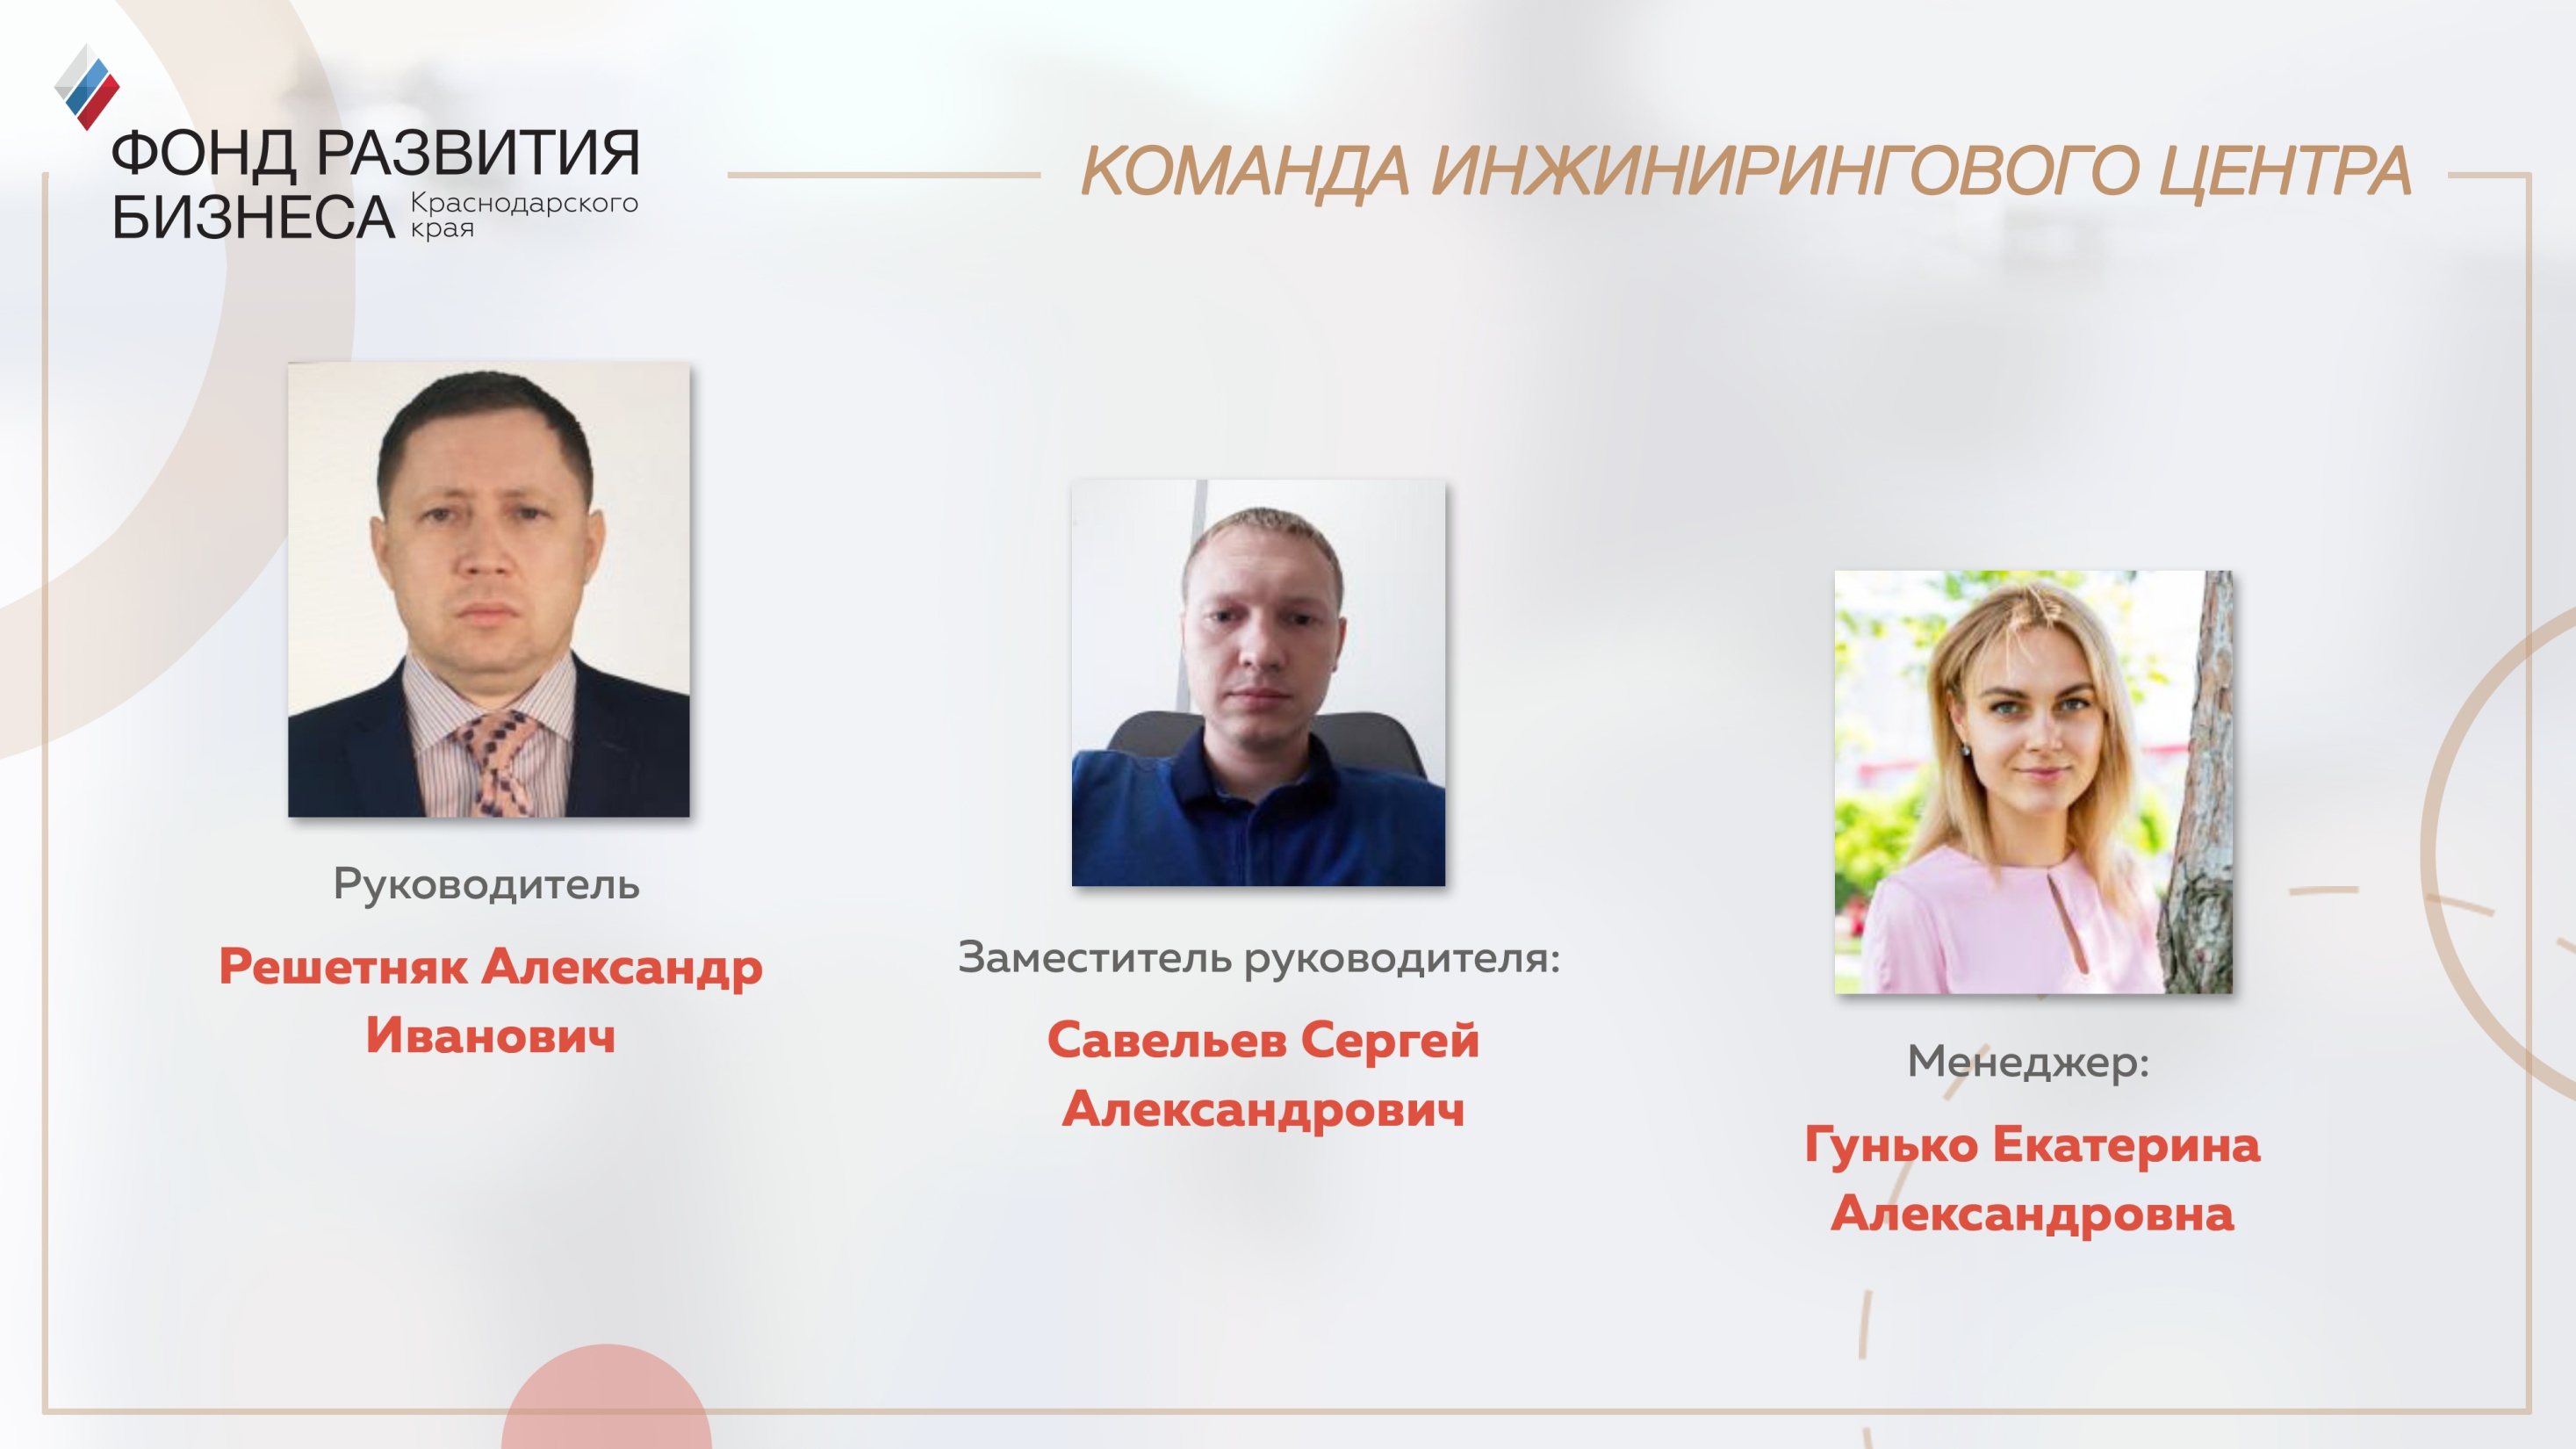 ФОНД РАЗВИТИЯ
БИЗНЕСА Краснодарского
края
КОМАНДА ИНЖИНИРИНГОВОГО ЦЕНТРА
Руководитель
Решетняк Александр
Иванович
Заместитель руководителя:
Савельев Сергей
Александрович
Менеджер:
Гунько Екатерина
Александровна